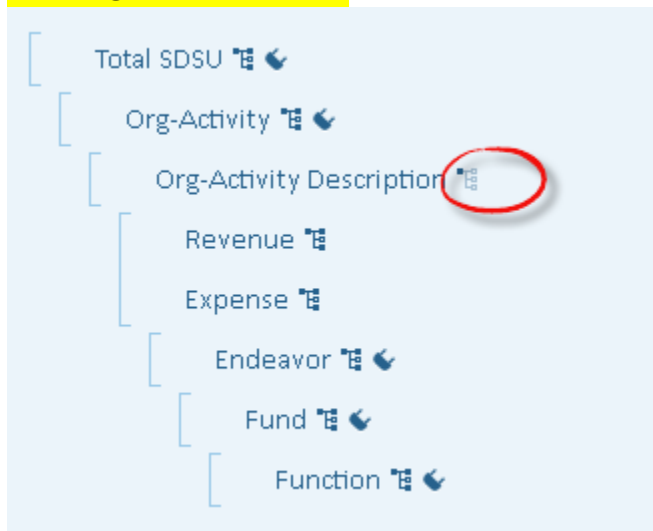 Total SDSU
Org-Activity
Org-Activity Description
Revenue
Expense
Endeavor
Fund
Function